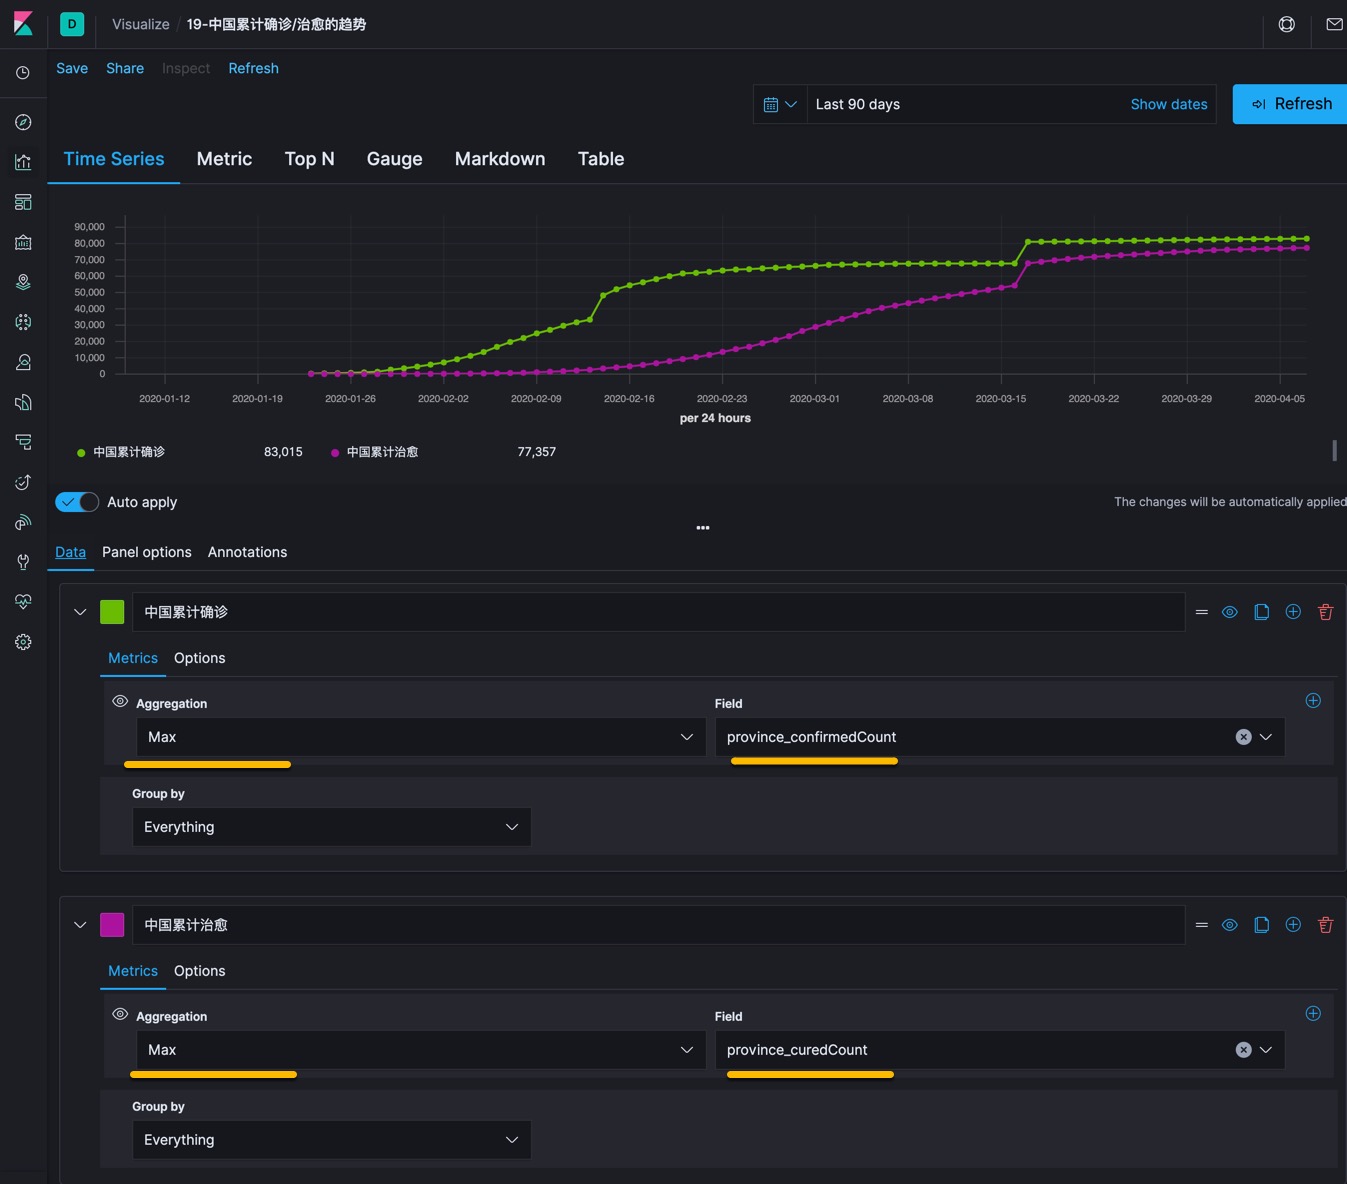 D Visualize / 19-中国累计确诊/治愈的趋势
Save Share Inspect Refresh
Last 90 days Show dates Refresh
Time Series Metric Top N Gauge Markdown Table
90,000
80,000
70,000
60,000
50,000
40,000
30,000
20,000
10,000
0
2020-01-12 2020-01-19 2020-01-26 2020-02-02 2020-02-09 2020-02-16 2020-02-23 2020-03-01 2020-03-08 2020-03-15 2020-03-22 2020-03-29 2020-04-05
per 24 hours
中国累计确诊 83,015 中国累计治愈 77,357
Auto apply The changes will be automatically applied
Data Panel options Annotations
中国累计确诊
Metrics Options
Aggregation Field
Max province_confirmedCount
Group by
Everything
中国累计治愈
Metrics Options
Aggregation Field
Max province_curedCount
Group by
Everything